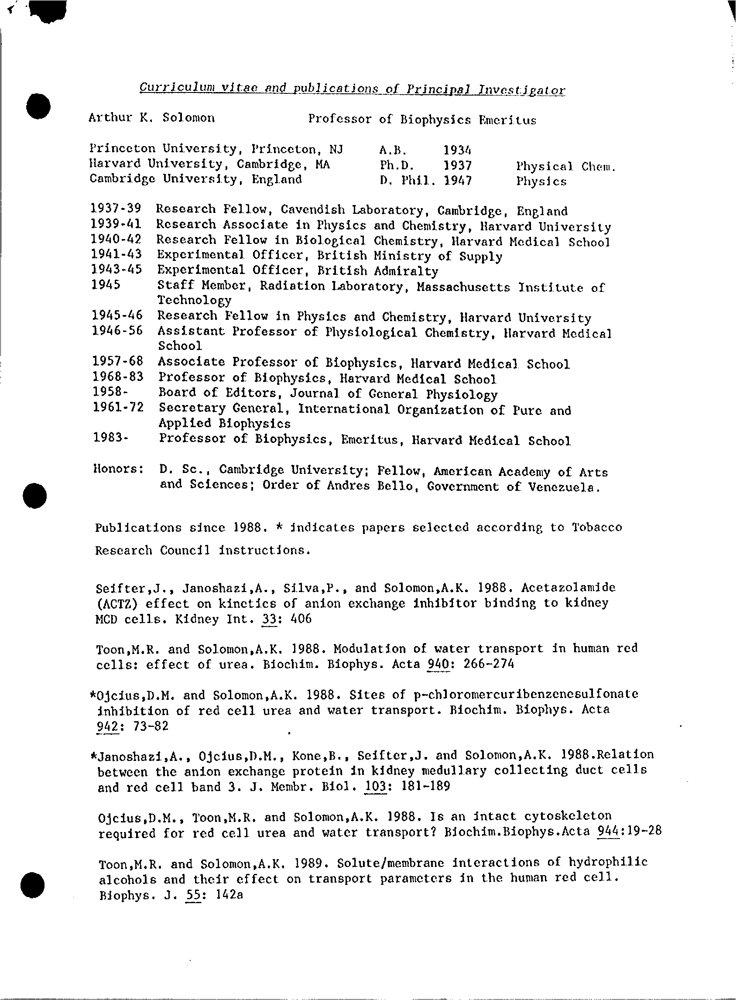 Curriculum vitae and publications of Principal Investigator
Arthur K. Solomon Professor of Biophysics Emeritus
Princeton University, Princeton, NJ A.B. 1934
Harvard University, Cambridge, MA Ph.D. 1937 Physical Chem.
Cambridge University, England D. Phil. 1947 Physics
1937-39 Research Fellow, Cavendish Laboratory, Cambridge, England
1939-41 Research Associate in Physics and Chemistry, Harvard University
1940-42 Research Fellow in Biological Chemistry, Harvard Medical School
1941-43 Experimental Officer, British Ministry of Supply
1943-45 Experimental Officer, British Admiralty
1945 Staff Member, Radiation Laboratory, Massachusetts Institute of
Technology
1945-46 Research Fellow in Physics and Chemistry, Harvard University
1946-56 Assistant Professor of Physiological Chemistry, Harvard Medical
School
1957-68 Associate Professor of Biophysics, Harvard Medical School
1968-83 Professor of Biophysics, Harvard Medical School
1958- Board of Editors, Journal of General Physiology
1961-72 Secretary General, International Organization of Pure and
Applied Biophysics
1983- Professor of Biophysics, Emeritus, Harvard Medical School
Honors: D. Sc., Cambridge University; Fellow, American Academy of Arts
and Sciences; Order of Andres Bello, Government of Venezuela.
Publications since 1988. * indicates papers selected according to Tobacco
Research Council instructions.
Seifter,J., Janoshazi,A., Silva,P., and Solomon,A.K. 1988. Acetazolamide
(ACTZ) effect on kinetics of anion exchange inhibitor binding to kidney
MCD cells. Kidney Int. 33: 406
Toon,M.R. and Solomon,A.K. 1988. Modulation of water transport in human red
cells: effect of urea. Biochim. Biophys. Acta 940: 266-274
*Ojcius,D.M. and Solomon,A.K. 1988. Sites of p-chloromercuribenzenesulfonate
inhibition of red cell urea and water transport. Biochim. Biophys. Acta
942: 73-82
*Janoshazi,A., Ojcius,D.M., Kone,B., Seifter,J. and Solomon,A.K. 1988.Relation
between the anion exchange protein in kidney medullary collecting duct cells
and red cell band 3. J. Membr. Biol. 103: 181-189
Ojcius,D.M., Toon,M.R. and Solomon,A.K. 1988. Is an intact cytoskeleton
required for red cell urea and water transport? Biochim.Biophys.Acta 944:19-28
Toon,M.R. and Solomon,A.K. 1989. Solute/membrane interactions of hydrophilic
alcohols and their effect on transport parameters in the human red cell.
Biophys. J. 55: 142a